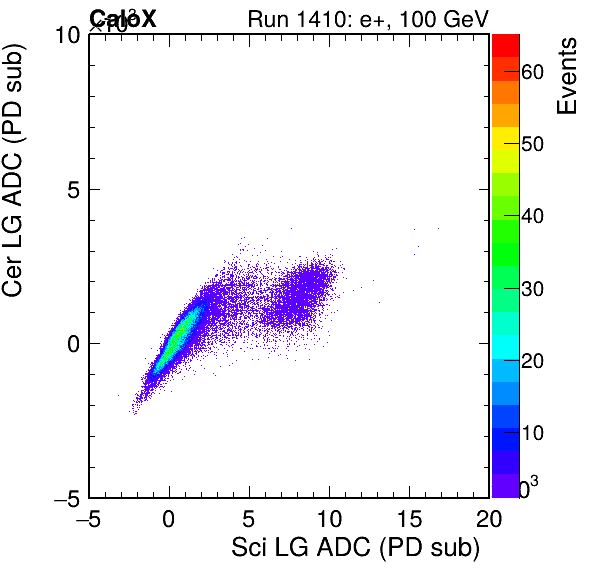 CaloX Run 1410: e+, 100 GeV
×10³
10
5
0
−5
Cer LG ADC (PD sub)
−5 0 5 10 15 20
Sci LG ADC (PD sub)
60
50
40
30
20
10
0
Events